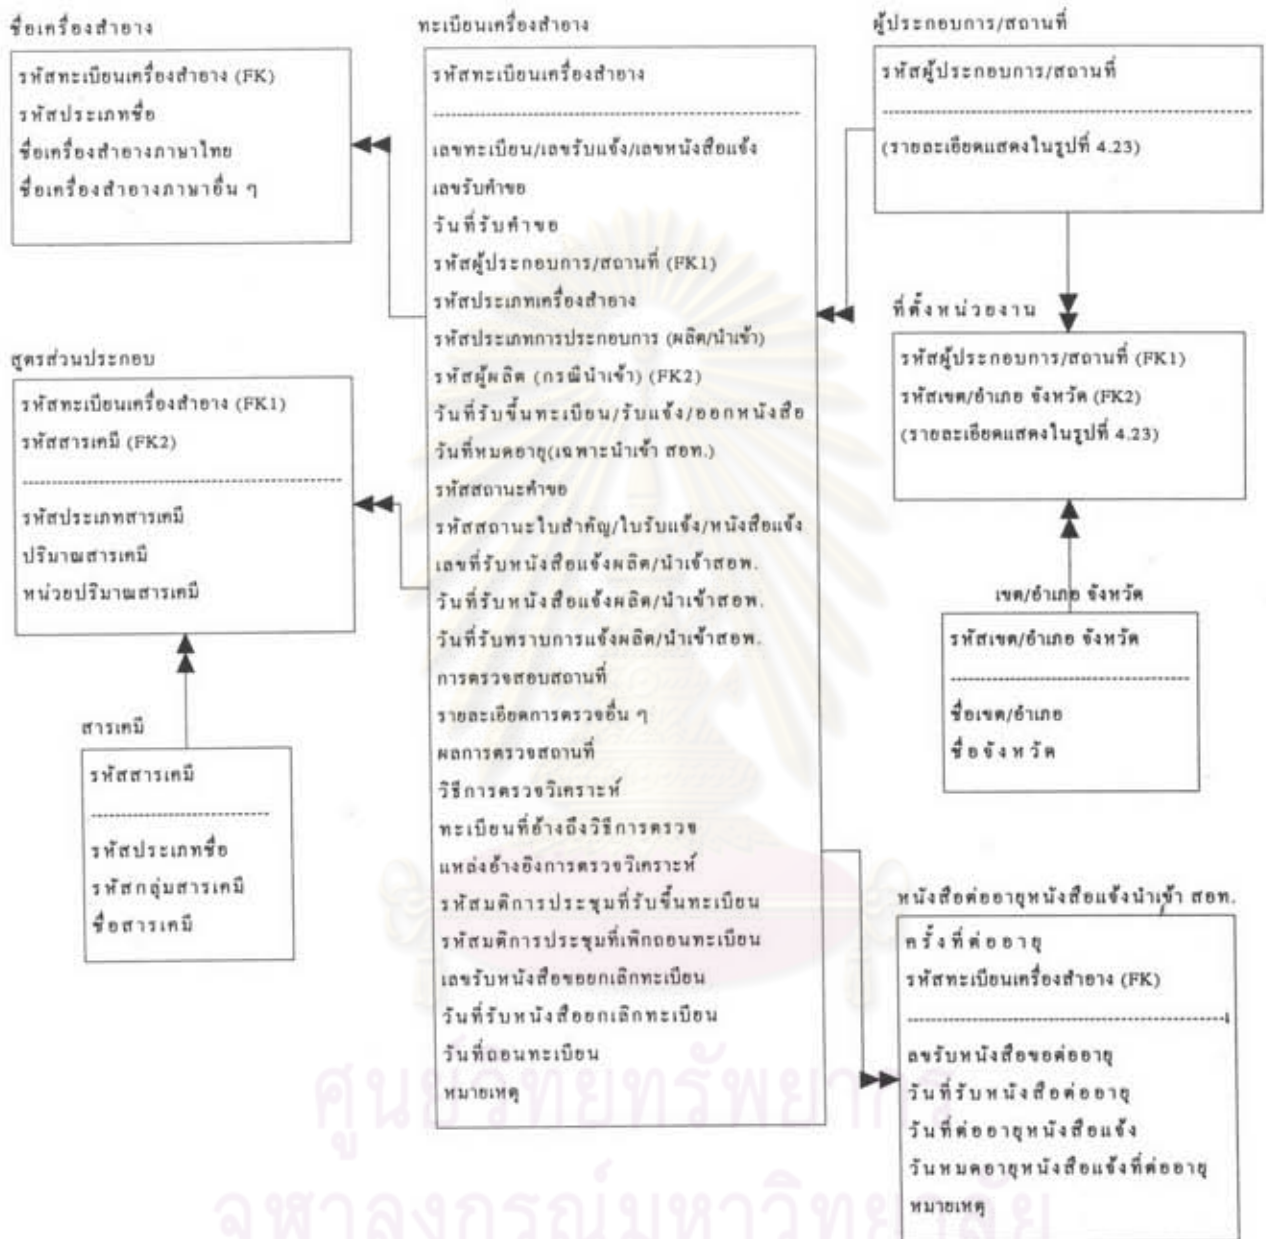 ชื่อเครื่องสำอาง
รหัสทะเบียนเครื่องสำอาง (FK)
รหัสประเภทชื่อ
ชื่อเครื่องสำอางภาษาไทย
ชื่อเครื่องสำอางภาษาอื่น ๆ
สูตรส่วนประกอบ
รหัสทะเบียนเครื่องสำอาง (FK1)
รหัสสารเคมี (FK2)
รหัสประเภทสารเคมี
ปริมาณสารเคมี
หน่วยปริมาณสารเคมี
สารเคมี
รหัสสารเคมี
รหัสประเภทชื่อ
รหัสกลุ่มสารเคมี
ชื่อสารเคมี
ทะเบียนเครื่องสำอาง
รหัสทะเบียนเครื่องสำอาง
เลขทะเบียน/เลขรับแจ้ง/เลขหนังสือแจ้ง
เลขรับคำขอ
วันที่รับคำขอ
รหัสผู้ประกอบการ/สถานที่ (FK1)
รหัสประเภทเครื่องสำอาง
รหัสประเภทการประกอบการ (ผลิต/นำเข้า)
รหัสผู้ผลิต (กรณีนำเข้า) (FK2)
วันที่รับขึ้นทะเบียน/รับแจ้ง/ออกหนังสือ
วันที่หมดอายุ(เฉพาะนำเข้า สอท.)
รหัสสถานะคำขอ
รหัสสถานะใบสำคัญ/ใบรับแจ้ง/หนังสือแจ้ง
เลขที่รับหนังสือแจ้งผลิต/นำเข้าสอพ.
วันที่รับหนังสือแจ้งผลิต/นำเข้าสอพ.
วันที่รับทราบการแจ้งผลิต/นำเข้าสอพ.
การตรวจสอบสถานที่
รายละเอียดการตรวจอื่น ๆ
ผลการตรวจสถานที่
วิธีการตรวจวิเคราะห์
ทะเบียนที่อ้างถึงวิธีการตรวจ
แหล่งอ้างอิงการตรวจวิเคราะห์
รหัสมติการประชุมที่รับขึ้นทะเบียน
รหัสมติการประชุมที่เพิกถอนทะเบียน
เลขรับหนังสือขอยกเลิกทะเบียน
วันที่รับหนังสือยกเลิกทะเบียน
วันที่ถอนทะเบียน
หมายเหตุ
ผู้ประกอบการ/สถานที่
รหัสผู้ประกอบการ/สถานที่
(รายละเอียดแสดงในรูปที่ 4.23)
ที่ตั้งหน่วยงาน
รหัสผู้ประกอบการ/สถานที่ (FK1)
รหัสเขต/อำเภอ จังหวัด (FK2)
(รายละเอียดแสดงในรูปที่ 4.23)
เขต/อำเภอ จังหวัด
รหัสเขต/อำเภอ จังหวัด
ชื่อเขต/อำเภอ
ชื่อจังหวัด
หนังสือต่ออายุหนังสือแจ้งนำเข้า สอท.
ครั้งที่ต่ออายุ
รหัสทะเบียนเครื่องสำอาง (FK)
ลขรับหนังสือขอต่ออายุ
วันที่รับหนังสือต่ออายุ
วันที่ต่ออายุหนังสือแจ้ง
วันหมดอายุหนังสือแจ้งที่ต่ออายุ
หมายเหตุ
ศูนย์วิทยทรัพยากร
จุฬาลงกรณ์มหาวิทยาลัย